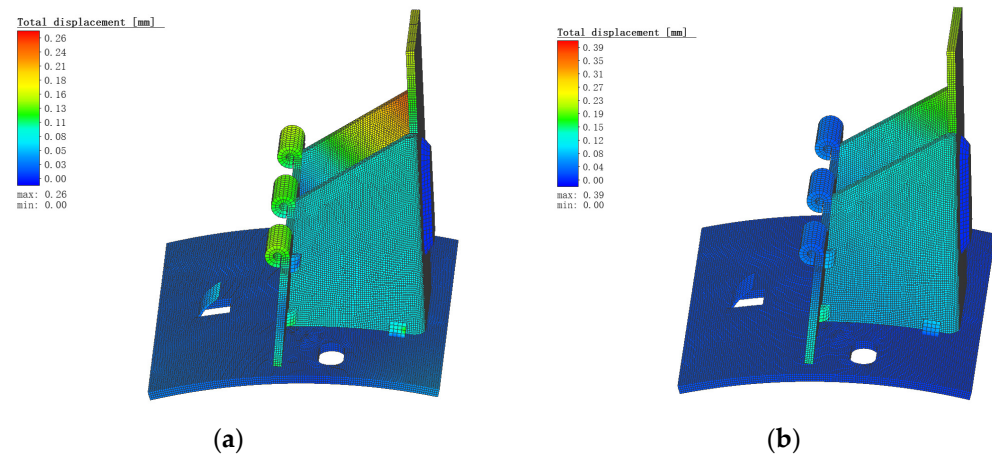 Total displacement [mm]
0.26
0.24
0.21
0.18
0.16
0.13
0.11
0.08
0.05
0.03
0.00
max: 0.26
min: 0.00
(a)
Total displacement [mm]
0.39
0.35
0.31
0.27
0.23
0.19
0.15
0.12
0.08
0.04
0.00
max: 0.39
min: 0.00
(b)